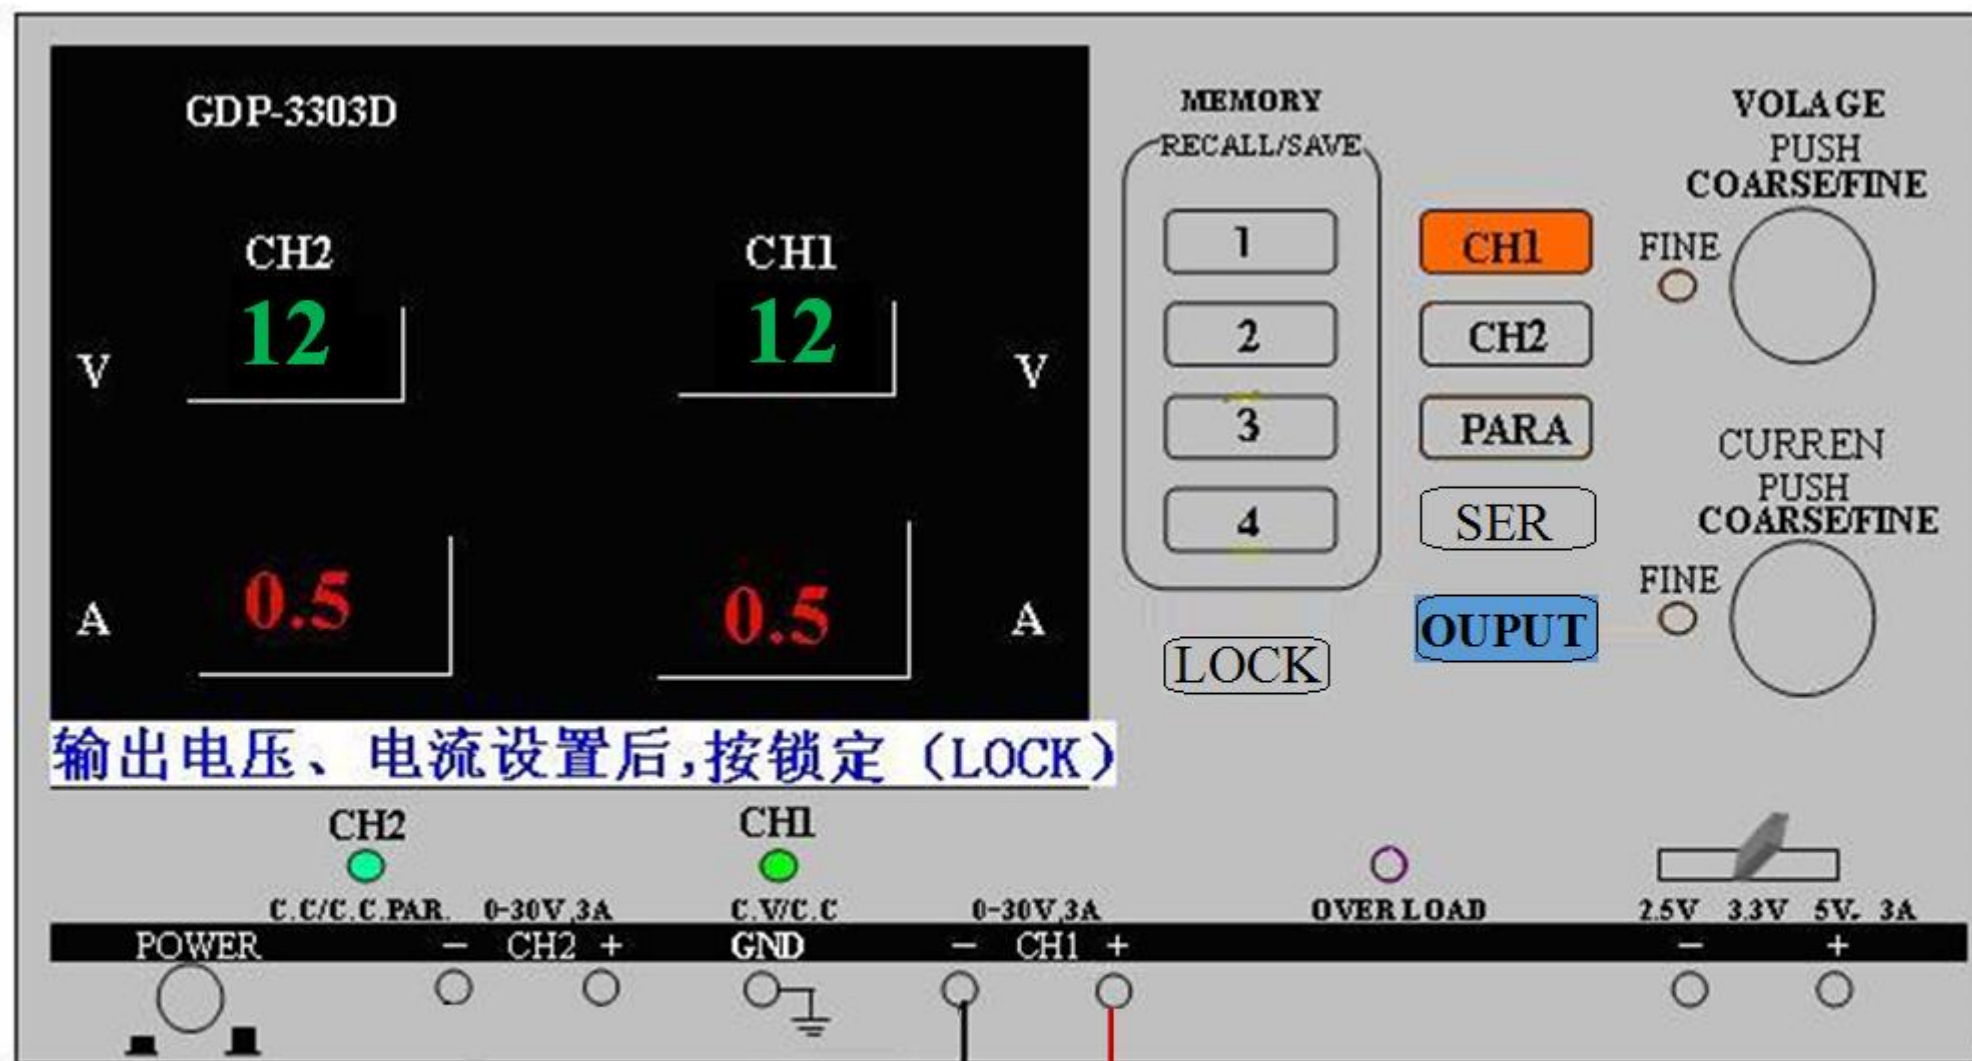 GDP-3303D
CH2 CH1
12 12
V V
0.5 0.5
A A
输出电压、电流设置后,按锁定（LOCK）
MEMORY
RECALL/SAVE
1
2
3
4
LOCK
CH1
CH2
PARA
SER
OUPUT
VOLAGE
PUSH
COARSE/FINE
FINE
CURREN
PUSH
COARSE/FINE
FINE
CH2 CH1
C.C/C.C.PAR. 0-30V,3A C.V/C.C 0-30V,3A OVERLOAD 2.5V 3.3V 5V. 3A
POWER − CH2 + GND − CH1 + − +